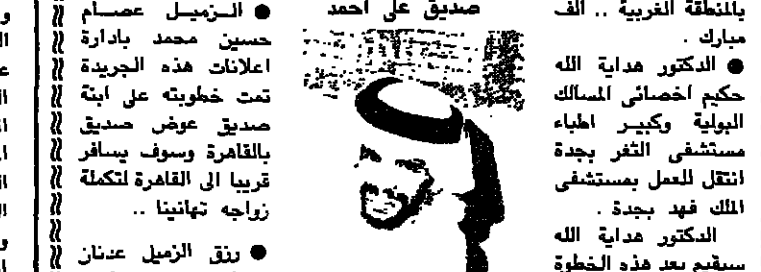 بالمنطقة الغربية .. الف
مبارك .
● الدكتور هداية الله
حكيم اخصائى المسالك
البولية وكبير اطباء
مستشفى الثغر بجدة
انتقل للعمل بمستشفى
الملك فهد بجدة .
الدكتور هداية الله
سيقيم بعد هذه الخطوة
صديق على احمد
● الزميل عصام
حسين محمد بادارة
اعلانات هذه الجريدة
تمت خطوبته على ابنة
صديق عوض صديق
بالقاهرة وسوف يسافر
قريبا الى القاهرة لتكملة
زواجه تهانينا ..
● رزق الزميل عدنان